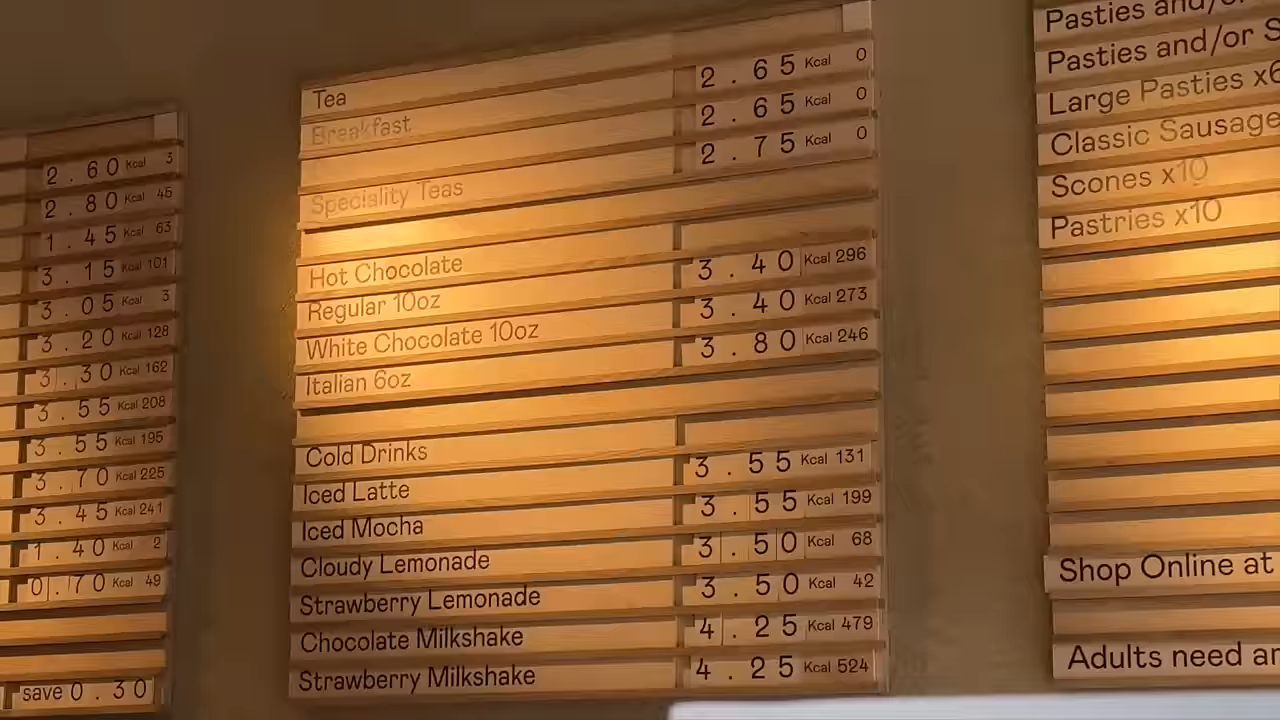 2.60 Kcal 3
2.80 Kcal 45
1.45 Kcal 63
3.15 Kcal 101
3.05 Kcal 3
3.20 Kcal 128
3.30 Kcal 162
3.55 Kcal 208
3.55 Kcal 195
3.70 Kcal 225
3.45 Kcal 241
1.40 Kcal 2
0.70 Kcal 49
save 0.30
Tea
Breakfast 2.65 Kcal 0
2.65 Kcal 0
Speciality Teas 2.75 Kcal 0
Hot Chocolate
Regular 10oz 3.40 Kcal 296
White Chocolate 10oz 3.40 Kcal 273
Italian 6oz 3.80 Kcal 246
Cold Drinks
Iced Latte 3.55 Kcal 131
Iced Mocha 3.55 Kcal 199
Cloudy Lemonade 3.50 Kcal 68
Strawberry Lemonade 3.50 Kcal 42
Chocolate Milkshake 4.25 Kcal 479
Strawberry Milkshake 4.25 Kcal 524
Pasties and/or
Pasties and/or S
Large Pasties x6
Classic Sausage
Scones x10
Pastries x10
Shop Online at
Adults need